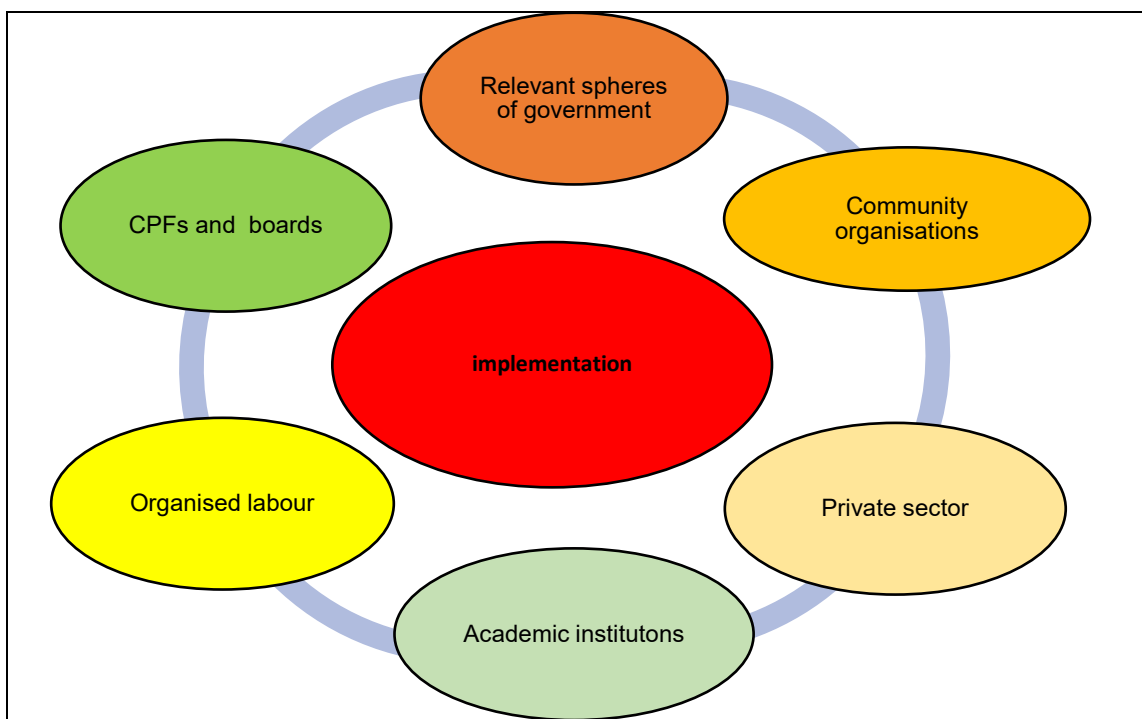 Relevant spheres
of government
CPFs and boards
Community
organisations
implementation
Organised labour
Private sector
Academic institutons